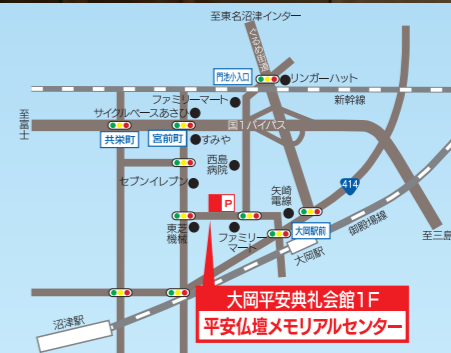 至東名沼津インター
ぐるめ街道
門池小入口
リンガーハット
ファミリーマート
新幹線
サイクルベースあさひ
至富士
国1バイパス
共栄町
宮前町
すみや
西島
病院
セブンイレブン
矢崎
電線
414
P
御殿場線
東芝
機械
ファミリー
マート
大岡駅前
至三島
大岡駅
大岡平安典礼会館1F
平安仏壇メモリアルセンター
沼津駅